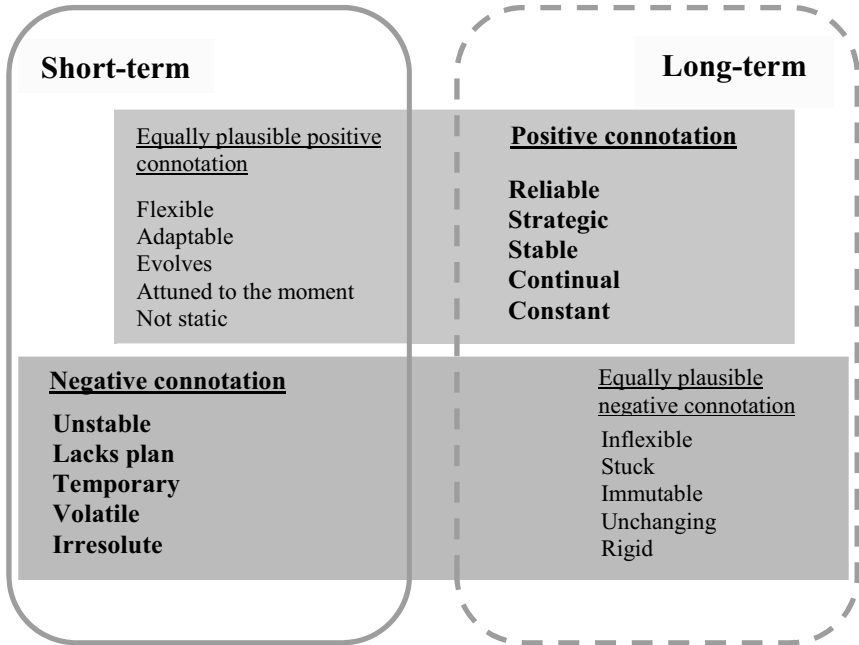 Short-term
Long-term
Equally plausible positive
connotation
Flexible
Adaptable
Evolves
Attuned to the moment
Not static
Positive connotation
Reliable
Strategic
Stable
Continual
Constant
Negative connotation
Unstable
Lacks plan
Temporary
Volatile
Irresolute
Equally plausible
negative connotation
Inflexible
Stuck
Immutable
Unchanging
Rigid